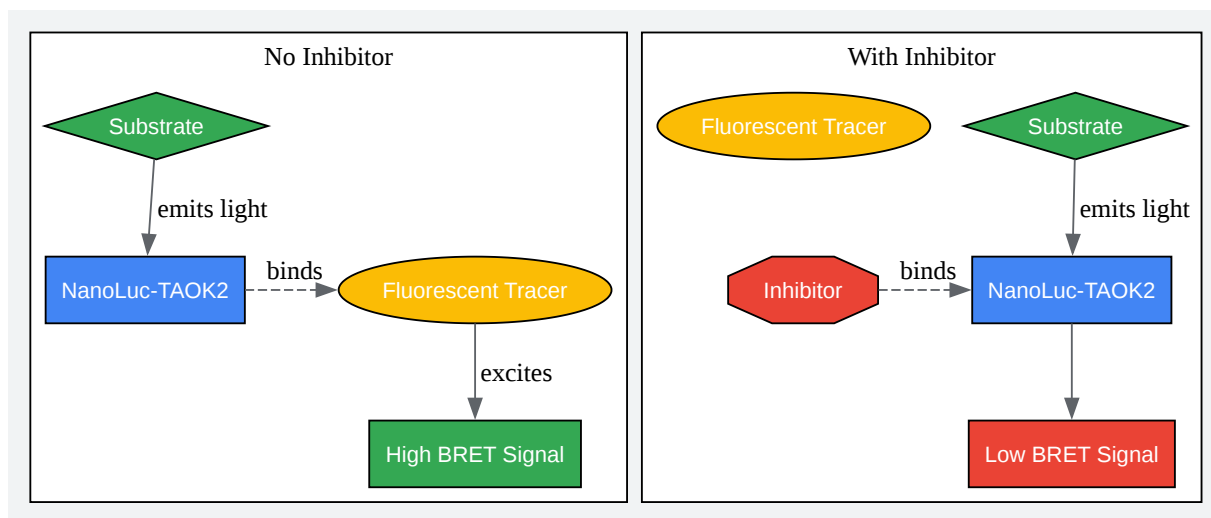 No Inhibitor
Substrate
emits light
NanoLuc-TAOK2
binds
Fluorescent Tracer
excites
High BRET Signal
With Inhibitor
Fluorescent Tracer
Substrate
emits light
Inhibitor
binds
NanoLuc-TAOK2
Low BRET Signal